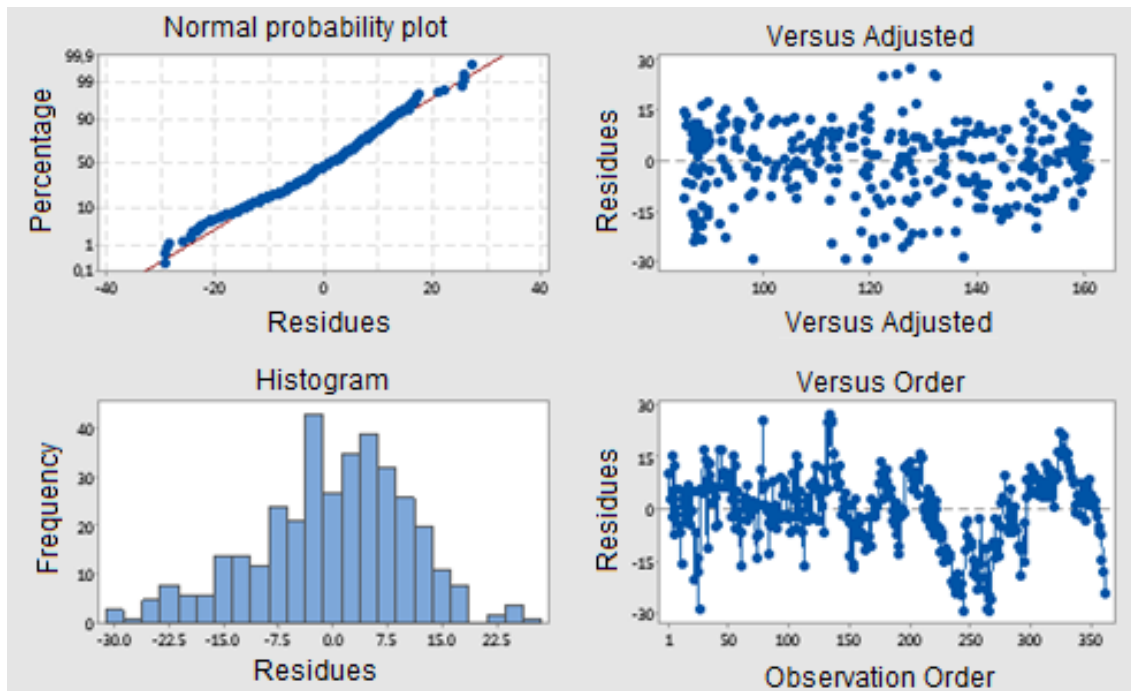 Normal probability plot
99,9
99
90
50
10
1
0,1
Percentage
-40 -20 0 20 40
Residues
Versus Adjusted
30
15
0
-15
-30
Residues
100 120 140 160
Versus Adjusted
Histogram
40
30
20
10
0
Frequency
-30.0 -22.5 -15.0 -7.5 0.0 7.5 15.0 22.5
Residues
Versus Order
30
15
0
-15
-30
Residues
1 50 100 150 200 250 300 350
Observation Order